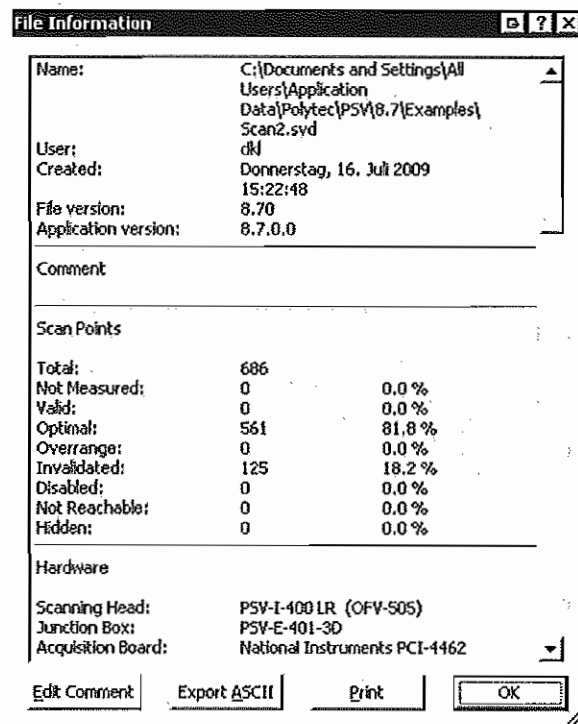 File Information
Name: C:\Documents and Settings\All
Users\Application
Data\Polytec\PSV\8.7\Examples\
Scan2.svd
User: dkl
Created: Donnerstag, 16. Juli 2009
15:22:48
File version: 8.70
Application version: 8.7.0.0
Comment
Scan Points
Total: 686
Not Measured: 0 0.0 %
Valid: 0 0.0 %
Optimal: 561 81.8 %
Overrange: 0 0.0 %
Invalidated: 125 18.2 %
Disabled: 0 0.0 %
Not Reachable: 0 0.0 %
Hidden: 0 0.0 %
Hardware
Scanning Head: PSV-I-400 LR (OFV-505)
Junction Box: PSV-E-401-3D
Acquisition Board: National Instruments PCI-4462
Edit Comment Export ASCII Print OK